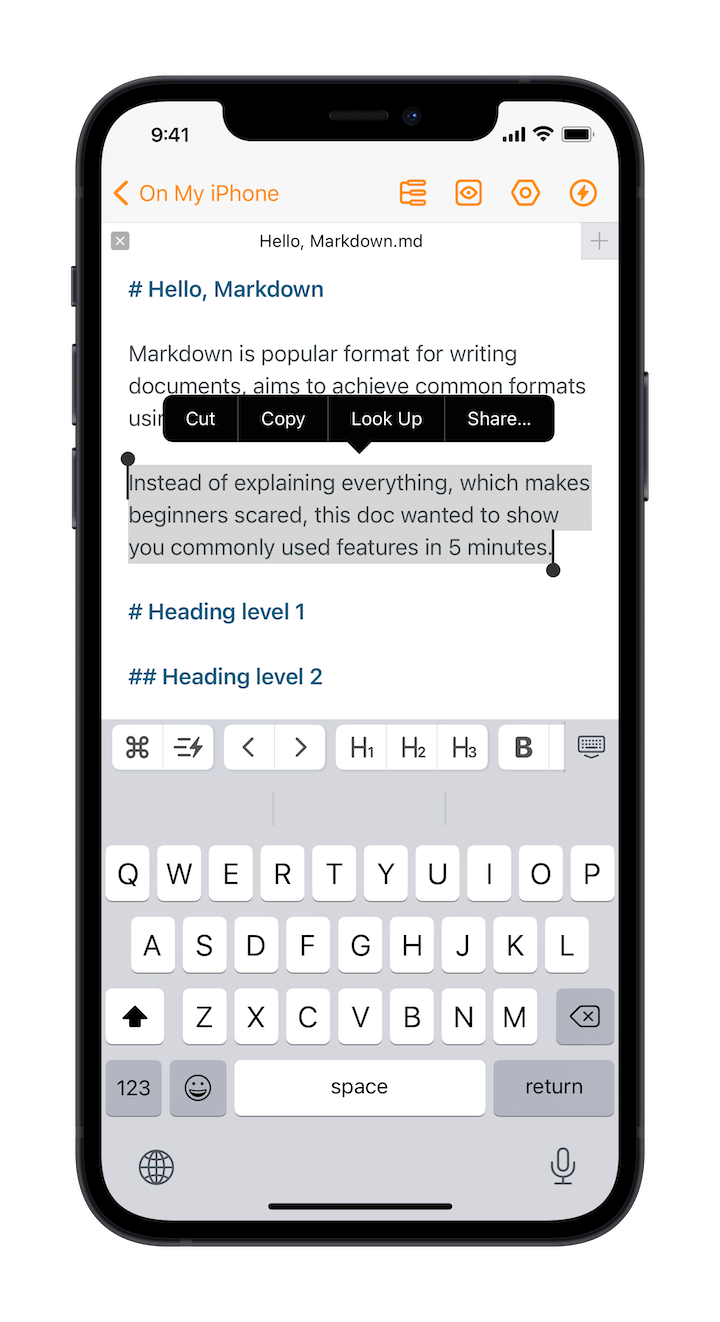 9:41
On My iPhone
Hello, Markdown.md
# Hello, Markdown
Markdown is popular format for writing
documents, aims to achieve common formats
Cut Copy Look Up Share...
Instead of explaining everything, which makes
beginners scared, this doc wanted to show
you commonly used features in 5 minutes.
# Heading level 1
## Heading level 2
H1 H2 H3 B
Q W E R T Y U I O P
A S D F G H J K L
Z X C V B N M
123 space return